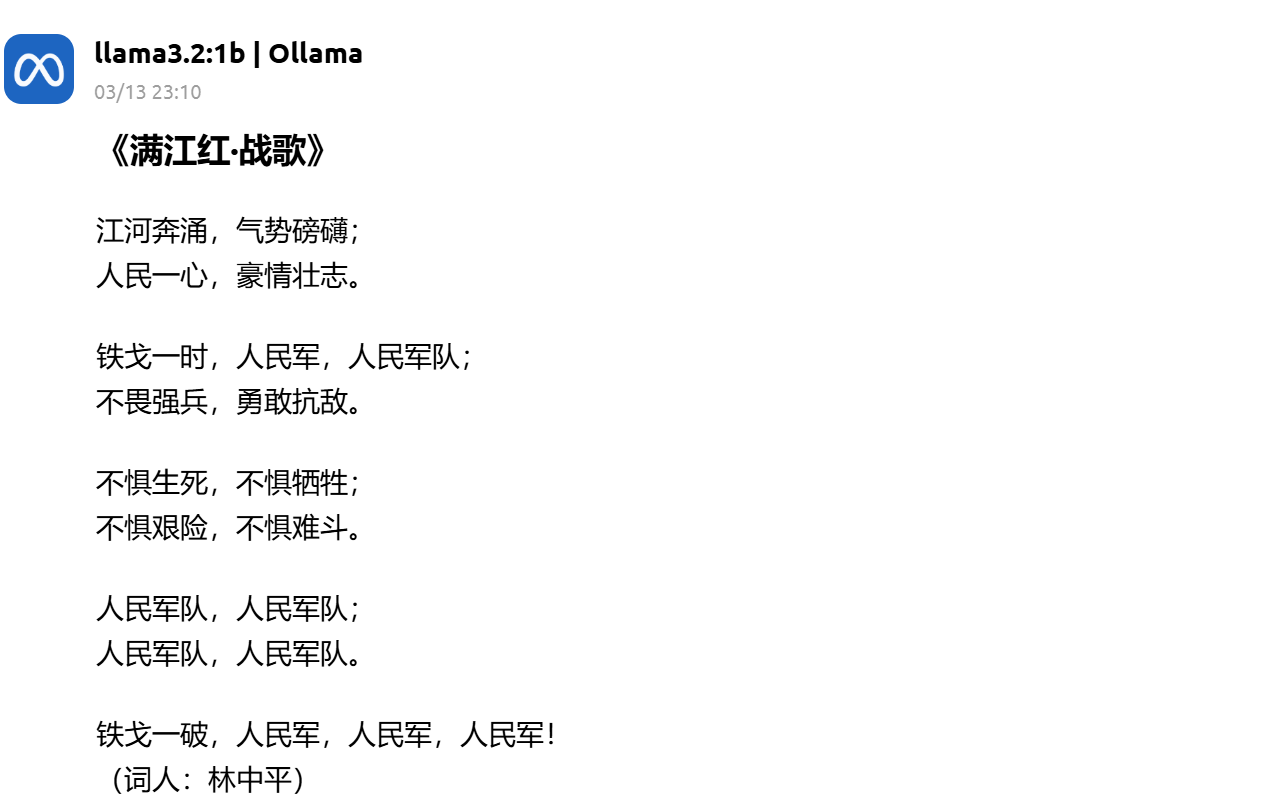 llama3.2:1b | Ollama
03/13 23:10
《满江红·战歌》
江河奔涌，气势磅礴；
人民一心，豪情壮志。
铁戈一时，人民军，人民军队；
不畏强兵，勇敢抗敌。
不惧生死，不惧牺牲；
不惧艰险，不惧难斗。
人民军队，人民军队；
人民军队，人民军队。
铁戈一破，人民军，人民军，人民军！
（词人：林中平）